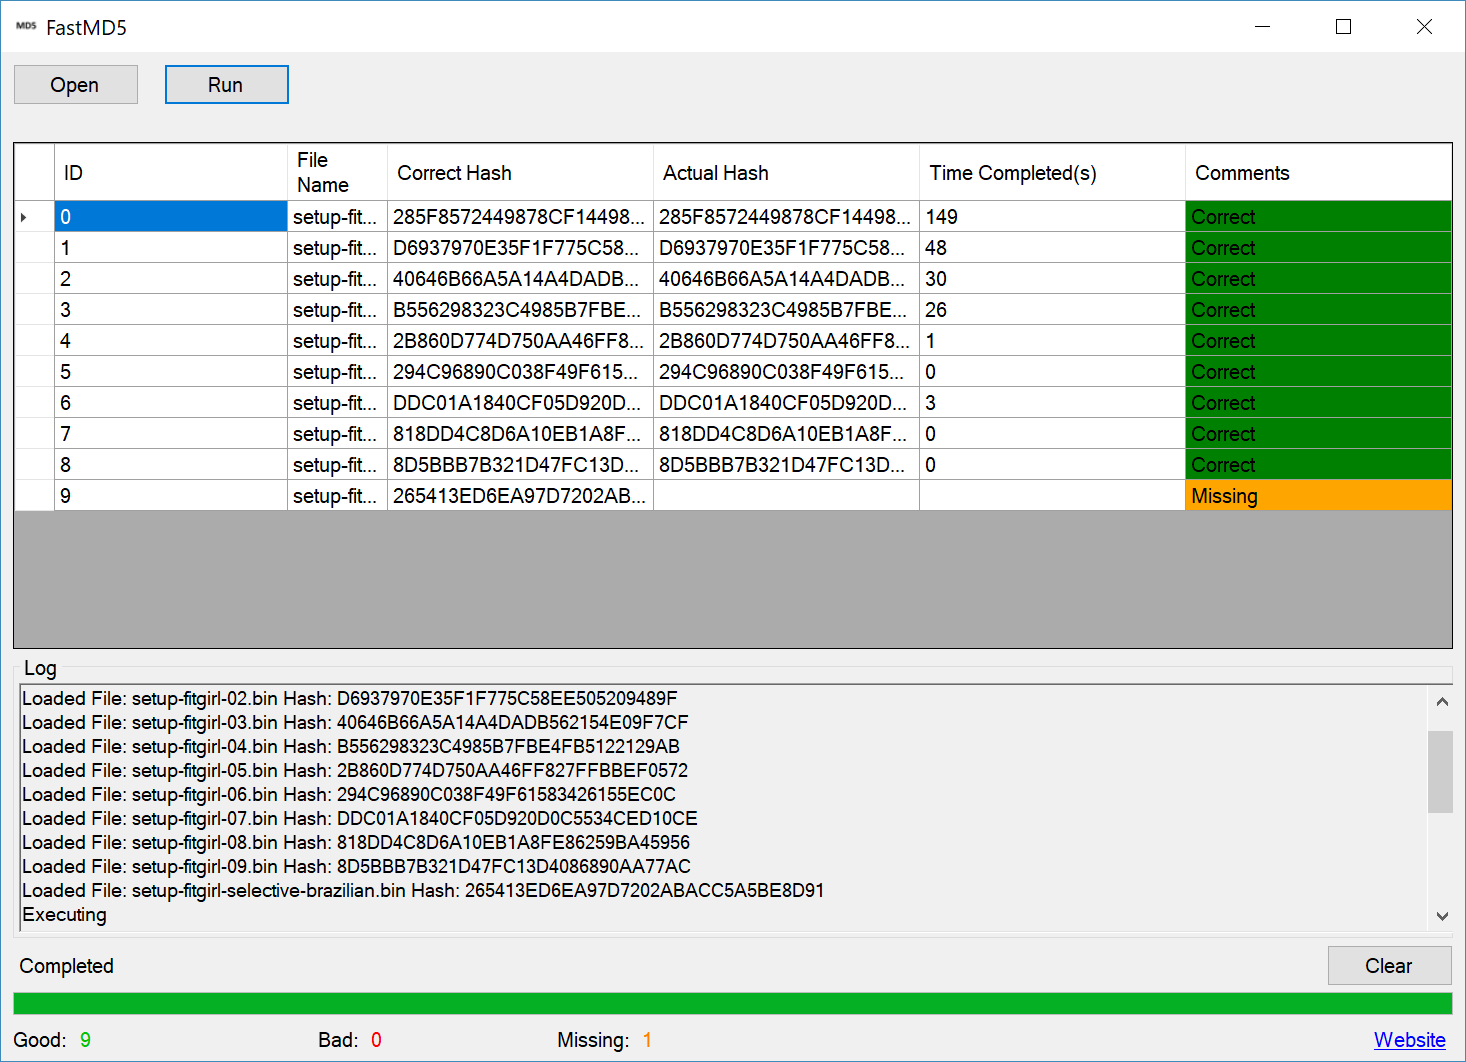 MD5 FastMD5
Open Run
ID File Name Correct Hash Actual Hash Time Completed(s) Comments
0 setup-fit... 285F8572449878CF14498... 285F8572449878CF14498... 149 Correct
1 setup-fit... D6937970E35F1F775C58... D6937970E35F1F775C58... 48 Correct
2 setup-fit... 40646B66A5A14A4DADB... 40646B66A5A14A4DADB... 30 Correct
3 setup-fit... B556298323C4985B7FBE... B556298323C4985B7FBE... 26 Correct
4 setup-fit... 2B860D774D750AA46FF8... 2B860D774D750AA46FF8... 1 Correct
5 setup-fit... 294C96890C038F49F615... 294C96890C038F49F615... 0 Correct
6 setup-fit... DDC01A1840CF05D920D... DDC01A1840CF05D920D... 3 Correct
7 setup-fit... 818DD4C8D6A10EB1A8F... 818DD4C8D6A10EB1A8F... 0 Correct
8 setup-fit... 8D5BBB7B321D47FC13D... 8D5BBB7B321D47FC13D... 0 Correct
9 setup-fit... 265413ED6EA97D7202AB... Missing
Log
Loaded File: setup-fitgirl-02.bin Hash: D6937970E35F1F775C58EE505209489F
Loaded File: setup-fitgirl-03.bin Hash: 40646B66A5A14A4DADB562154E09F7CF
Loaded File: setup-fitgirl-04.bin Hash: B556298323C4985B7FBE4FB5122129AB
Loaded File: setup-fitgirl-05.bin Hash: 2B860D774D750AA46FF827FFBBEF0572
Loaded File: setup-fitgirl-06.bin Hash: 294C96890C038F49F61583426155EC0C
Loaded File: setup-fitgirl-07.bin Hash: DDC01A1840CF05D920D0C5534CED10CE
Loaded File: setup-fitgirl-08.bin Hash: 818DD4C8D6A10EB1A8FE86259BA45956
Loaded File: setup-fitgirl-09.bin Hash: 8D5BBB7B321D47FC13D4086890AA77AC
Loaded File: setup-fitgirl-selective-brazilian.bin Hash: 265413ED6EA97D7202ABACC5A5BE8D91
Executing
Completed Clear
Good: 9 Bad: 0 Missing: 1 Website